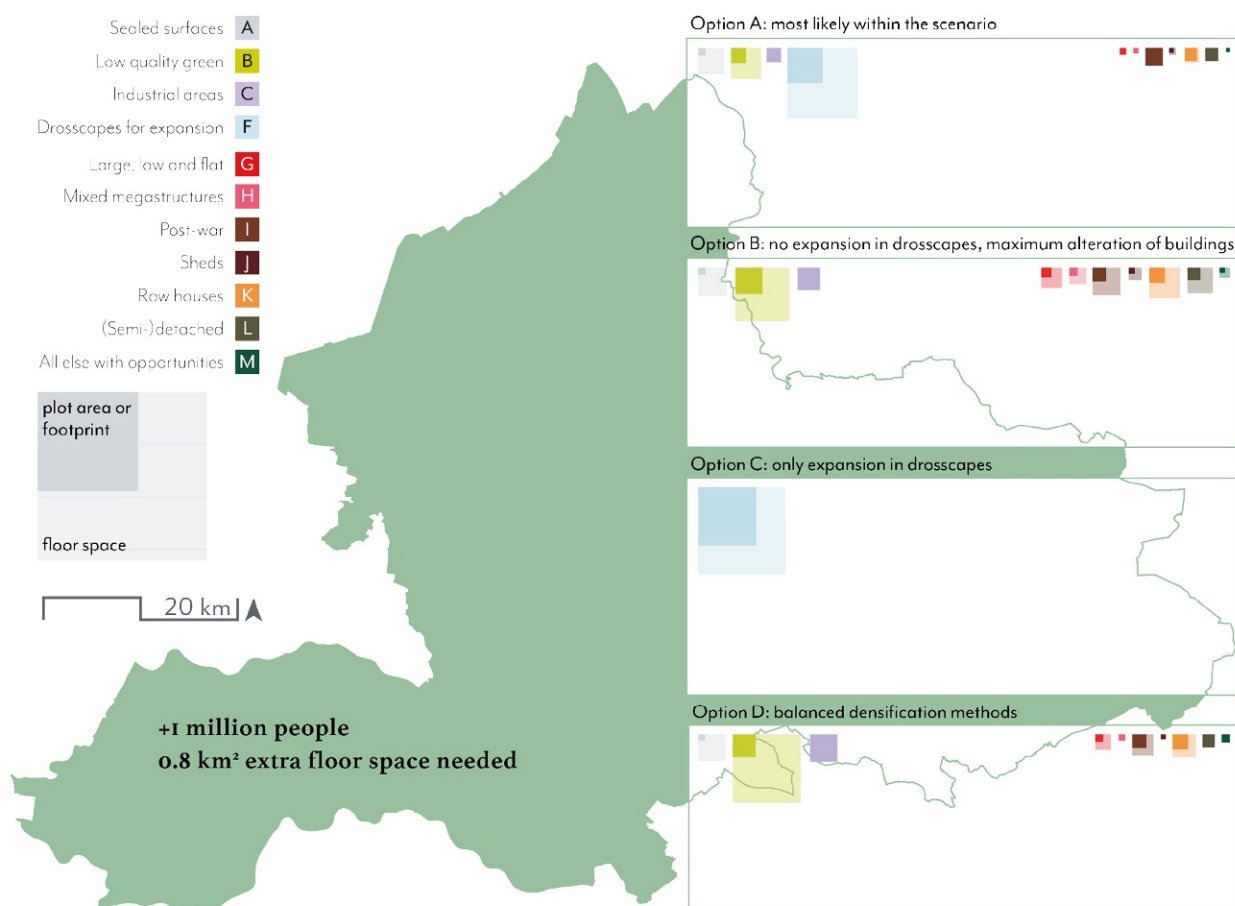 Sealed surfaces A
Low quality green B
Industrial areas C
Drosscapes for expansion F
Large, low and flat G
Mixed megastructures H
Post-war I
Sheds J
Row houses K
(Semi-)detached L
All else with opportunities M
plot area or
footprint
floor space
20 km
+1 million people
0.8 km² extra floor space needed
Option A: most likely within the scenario
Option B: no expansion in drosscapes, maximum alteration of buildings
Option C: only expansion in drosscapes
Option D: balanced densification methods